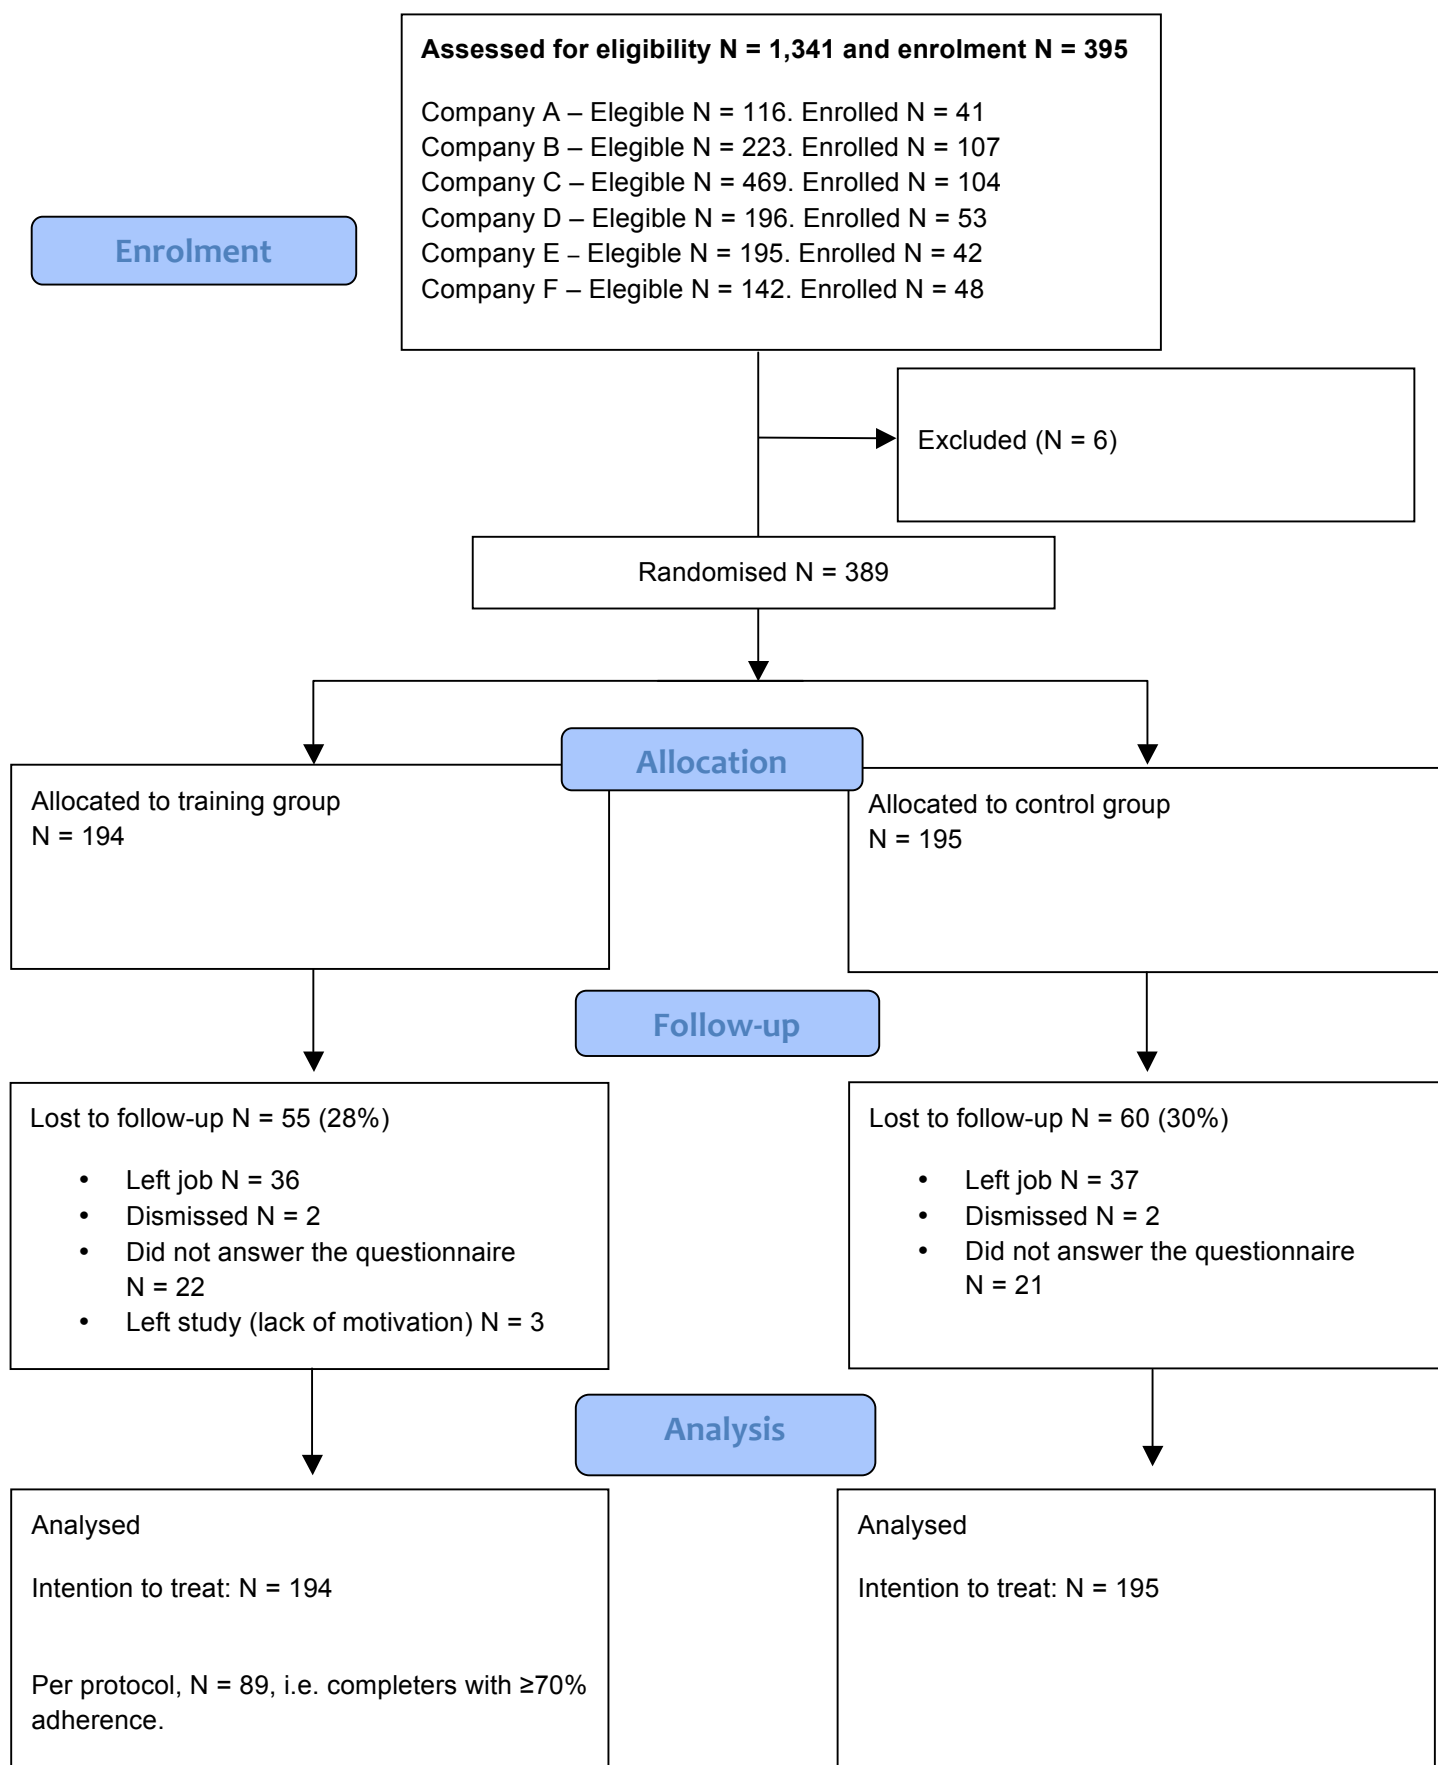 Assessed for eligibility N = 1,341 and enrolment N = 395
Company A – Elegible N = 116. Enrolled N = 41
Company B – Elegible N = 223. Enrolled N = 107
Company C – Elegible N = 469. Enrolled N = 104
Company D – Elegible N = 196. Enrolled N = 53
Company E – Elegible N = 195. Enrolled N = 42
Company F – Elegible N = 142. Enrolled N = 48
Enrolment
Excluded (N = 6)
Randomised N = 389
Allocation
Allocated to training group
N = 194
Allocated to control group
N = 195
Follow-up
Lost to follow-up N = 55 (28%)
• Left job N = 36
• Dismissed N = 2
• Did not answer the questionnaire
N = 22
• Left study (lack of motivation) N = 3
Lost to follow-up N = 60 (30%)
• Left job N = 37
• Dismissed N = 2
• Did not answer the questionnaire
N = 21
Analysis
Analysed
Intention to treat: N = 194
Per protocol, N = 89, i.e. completers with ≥70%
adherence.
Analysed
Intention to treat: N = 195